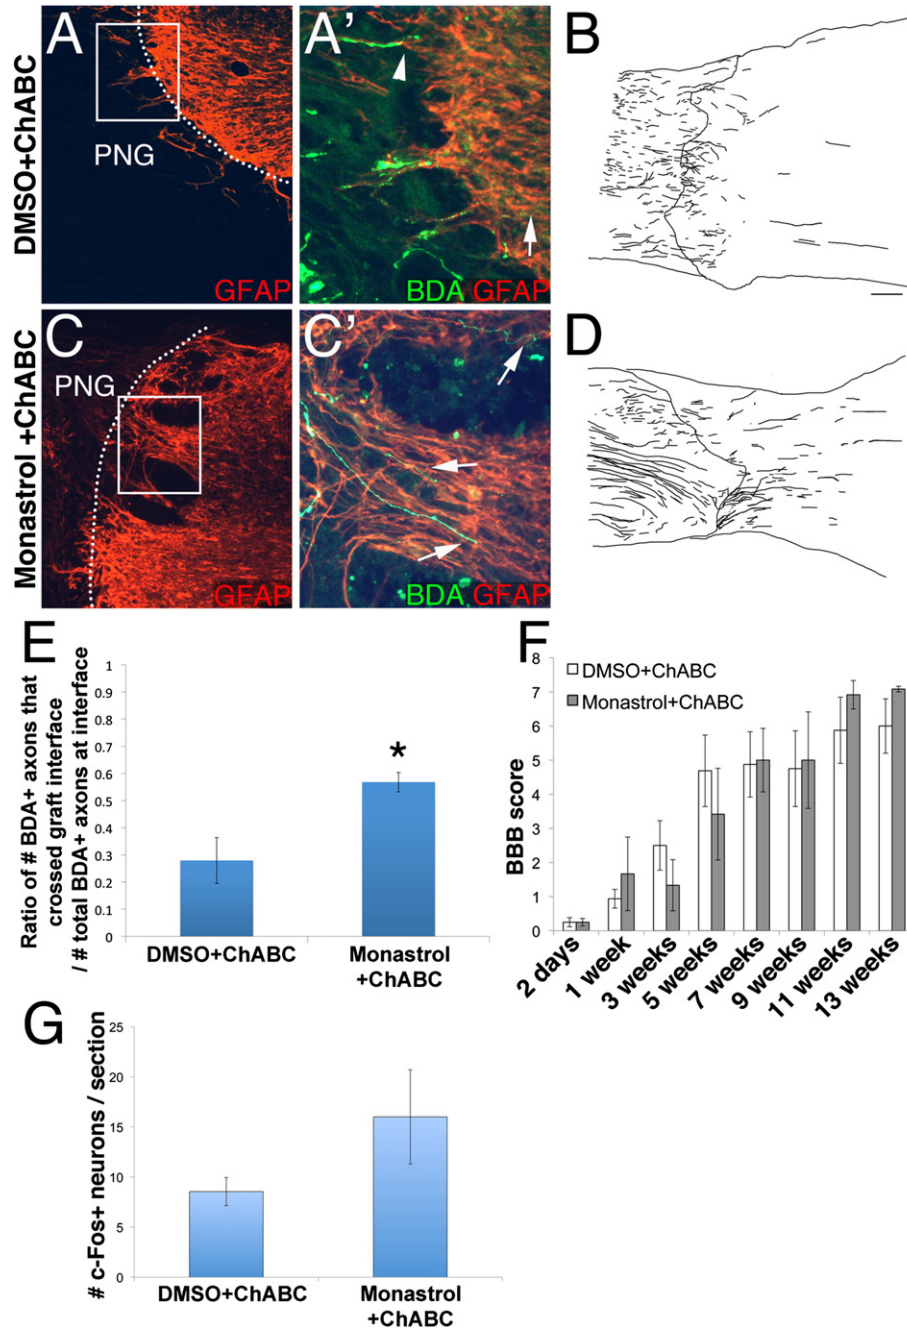 DMSO+ChABC
A
PNG
GFAP
A'
BDA GFAP
B
Monastrol +ChABC
C
PNG
GFAP
C'
BDA GFAP
D
E
Ratio of # BDA+ axons that
crossed graft interface
/ # total BDA+ axons at interface
1
0.9
0.8
0.7
0.6
0.5
0.4
0.3
0.2
0.1
0
*
DMSO+ChABC
Monastrol
+ChABC
F
BBB score
8
7
6
5
4
3
2
1
0
DMSO+ChABC
Monastrol+ChABC
2 days
1 week
3 weeks
5 weeks
7 weeks
9 weeks
11 weeks
13 weeks
G
# c-Fos+ neurons / section
25
20
15
10
5
0
DMSO+ChABC
Monastrol
+ChABC